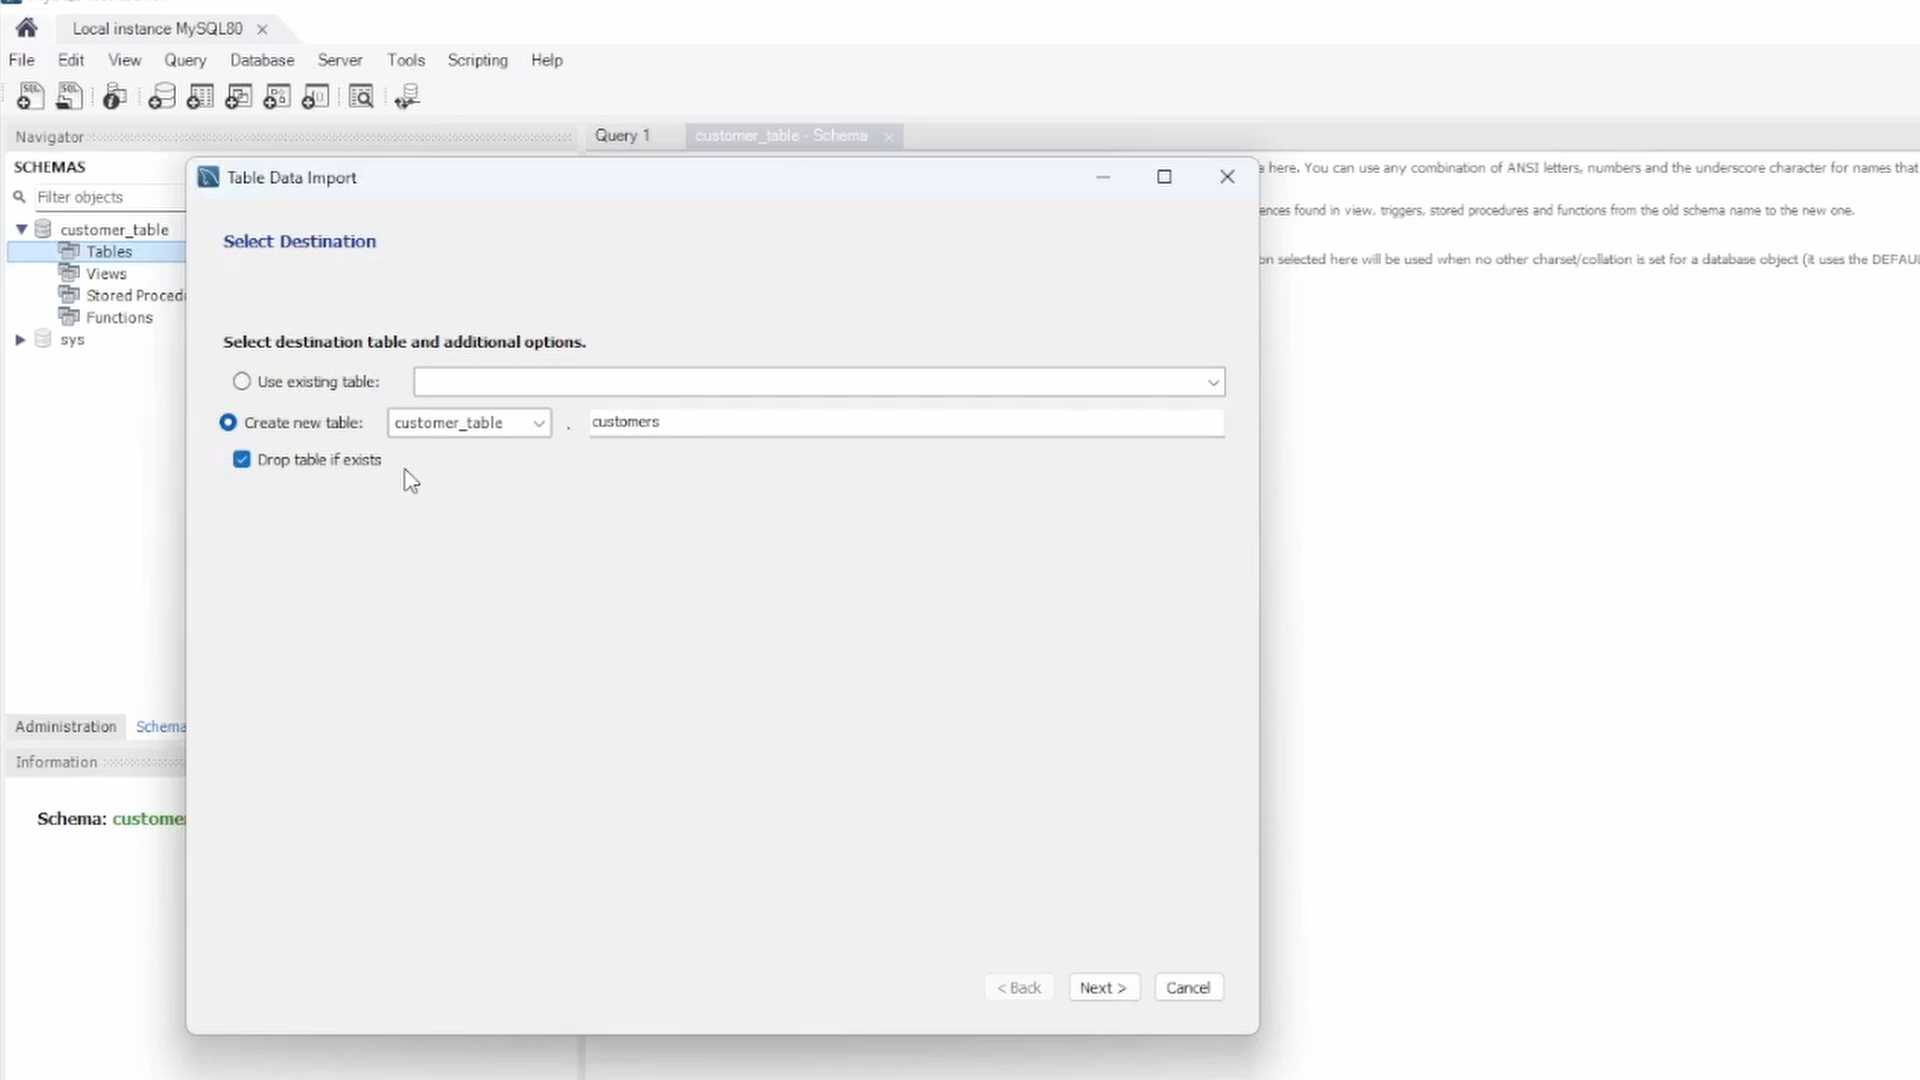 Local instance MySQL80
File Edit View Query Database Server Tools Scripting Help
Navigator
Query 1
customer_table - Schema
SCHEMAS
Filter objects
customer_table
Tables
Views
Stored Proced
Functions
sys
Administration
Schema
Information
Schema: custome
Table Data Import
Select Destination
Select destination table and additional options.
Use existing table:
Create new table: customer_table . customers
Drop table if exists
< Back Next > Cancel
here. You can use any combination of ANSI letters, numbers and the underscore character for names that
ences found in view, triggers, stored procedures and functions from the old schema name to the new one.
on selected here will be used when no other charset/collation is set for a database object (it uses the DEFAUL